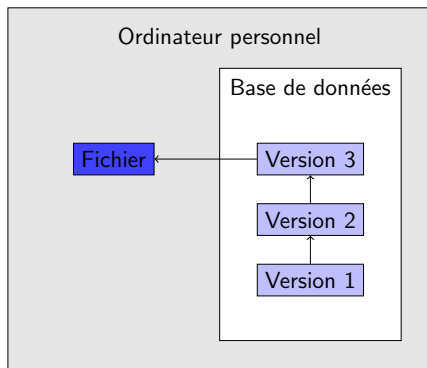 Ordinateur personnel
Base de données
Fichier
Version 3
Version 2
Version 1